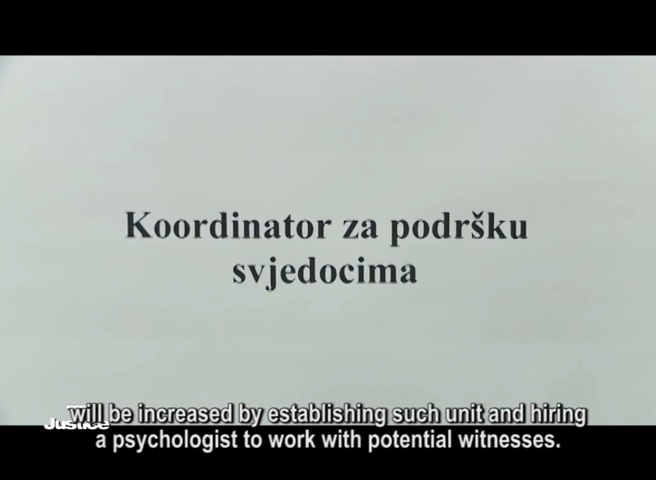 Koordinator za podršku
svjedocima
will be increased by establishing such unit and hiring
Justice
a psychologist to work with potential witnesses.